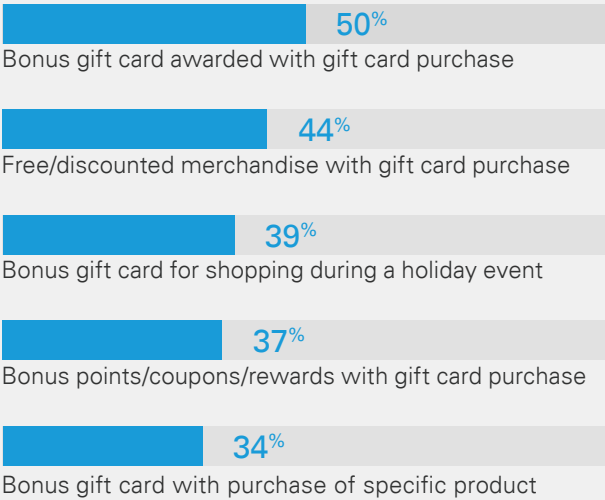 50%
Bonus gift card awarded with gift card purchase
44%
Free/discounted merchandise with gift card purchase
39%
Bonus gift card for shopping during a holiday event
37%
Bonus points/coupons/rewards with gift card purchase
34%
Bonus gift card with purchase of specific product